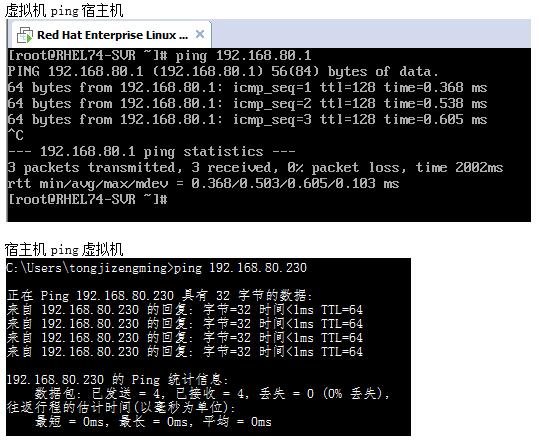 虚拟机 ping 宿主机
Red Hat Enterprise Linux ... ×
[root@RHEL74-SVR ~]# ping 192.168.80.1
PING 192.168.80.1 (192.168.80.1) 56(84) bytes of data.
64 bytes from 192.168.80.1: icmp_seq=1 ttl=128 time=0.368 ms
64 bytes from 192.168.80.1: icmp_seq=2 ttl=128 time=0.538 ms
64 bytes from 192.168.80.1: icmp_seq=3 ttl=128 time=0.605 ms
^C
--- 192.168.80.1 ping statistics ---
3 packets transmitted, 3 received, 0% packet loss, time 2002ms
rtt min/avg/max/mdev = 0.368/0.503/0.605/0.103 ms
[root@RHEL74-SVR ~]#
宿主机 ping 虚拟机
C:\Users\tongjizengming>ping 192.168.80.230
正在 Ping 192.168.80.230 具有 32 字节的数据:
来自 192.168.80.230 的回复: 字节=32 时间<1ms TTL=64
来自 192.168.80.230 的回复: 字节=32 时间<1ms TTL=64
来自 192.168.80.230 的回复: 字节=32 时间<1ms TTL=64
来自 192.168.80.230 的回复: 字节=32 时间<1ms TTL=64
192.168.80.230 的 Ping 统计信息:
数据包: 已发送 = 4, 已接收 = 4, 丢失 = 0 (0% 丢失),
往返行程的估计时间(以毫秒为单位):
最短 = 0ms, 最长 = 0ms, 平均 = 0ms